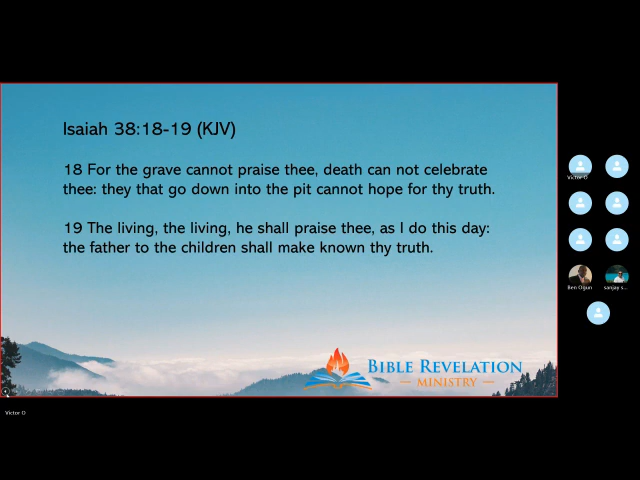 Isaiah 38:18-19 (KJV)
18 For the grave cannot praise thee, death can not celebrate
thee: they that go down into the pit cannot hope for thy truth.
19 The living, the living, he shall praise thee, as I do this day:
the father to the children shall make known thy truth.
BIBLE REVELATION
MINISTRY
Victor O
Ben Ogun
sanjay s...
Victor O